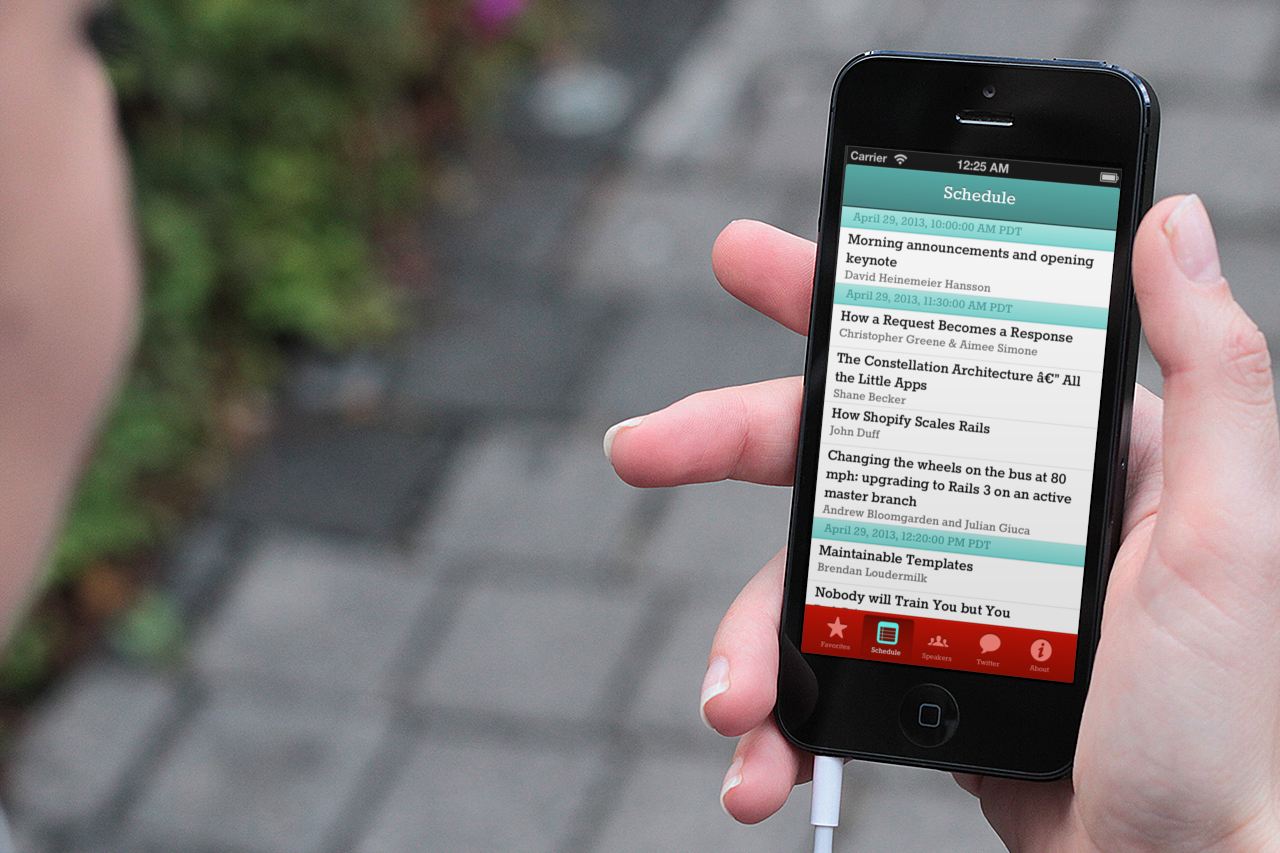 Carrier 12:25 AM
Schedule
April 29, 2013, 10:00:00 AM PDT
Morning announcements and opening
keynote
David Heinemeier Hansson
April 29, 2013, 11:30:00 AM PDT
How a Request Becomes a Response
Christopher Greene & Aimee Simone
The Constellation Architecture â€" All
the Little Apps
Shane Becker
How Shopify Scales Rails
John Duff
Changing the wheels on the bus at 80
mph: upgrading to Rails 3 on an active
master branch
Andrew Bloomgarden and Julian Giuca
April 29, 2013, 12:20:00 PM PDT
Maintainable Templates
Brendan Loudermilk
Nobody will Train You but You
Favorites Schedule Speakers Twitter About